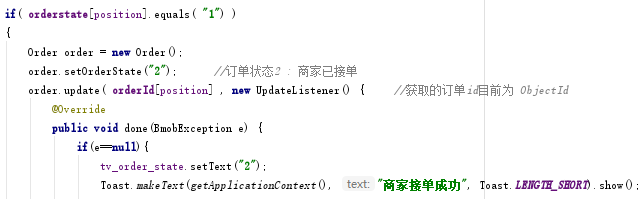 if( orderstate[position].equals( "1") )
{
Order order = new Order();
order.setOrderState("2"); //订单状态2 : 商家已接单
order.update( orderId[position] , new UpdateListener() { //获取的订单id目前为 ObjectId
@Override
public void done(BmobException e) {
if(e==null){
tv_order_state.setText("2");
Toast.makeText(getApplicationContext(), text: "商家接单成功", Toast.LENGTH_SHORT).show();